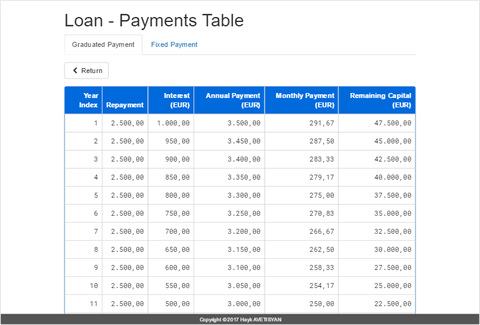 Loan - Payments Table
Graduated Payment Fixed Payment
Return
Year Index Repayment Interest (EUR) Annual Payment (EUR) Monthly Payment (EUR) Remaining Capital (EUR)
1 2.500,00 1.000,00 3.500,00 291,67 47.500,00
2 2.500,00 950,00 3.450,00 287,50 45.000,00
3 2.500,00 900,00 3.400,00 283,33 42.500,00
4 2.500,00 850,00 3.350,00 279,17 40.000,00
5 2.500,00 800,00 3.300,00 275,00 37.500,00
6 2.500,00 750,00 3.250,00 270,83 35.000,00
7 2.500,00 700,00 3.200,00 266,67 32.500,00
8 2.500,00 650,00 3.150,00 262,50 30.000,00
9 2.500,00 600,00 3.100,00 258,33 27.500,00
10 2.500,00 550,00 3.050,00 254,17 25.000,00
11 2.500,00 500,00 3.000,00 250,00 22.500,00
Copyright ©2017 Hayk AVETISYAN